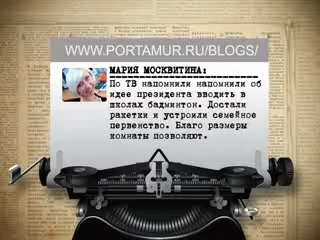 WWW.PORTAMUR.RU/BLOGS/
МАРИЯ МОСКВИТИНА:
По ТВ напомнили напомнили об
идее президента вводить в
школах бадминтон. Достали
ракетки и устроили семейное
первенство. Благо размеры
комнаты позволяют.